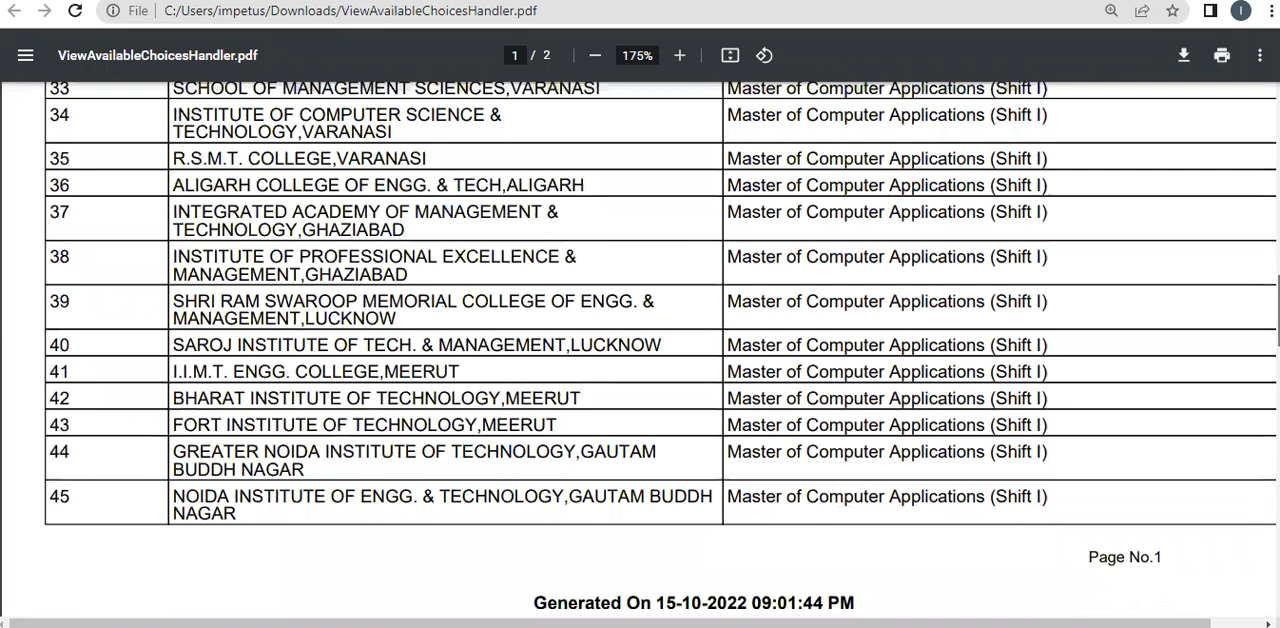 File
C:/Users/impetus/Downloads/ViewAvailableChoicesHandler.pdf
I
ViewAvailableChoicesHandler.pdf
1 / 2
175%
33 SCHOOL OF MANAGEMENT SCIENCES,VARANASI Master of Computer Applications (Shift I)
34 INSTITUTE OF COMPUTER SCIENCE & Master of Computer Applications (Shift I)
TECHNOLOGY,VARANASI
35 R.S.M.T. COLLEGE,VARANASI Master of Computer Applications (Shift I)
36 ALIGARH COLLEGE OF ENGG. & TECH,ALIGARH Master of Computer Applications (Shift I)
37 INTEGRATED ACADEMY OF MANAGEMENT & Master of Computer Applications (Shift I)
TECHNOLOGY,GHAZIABAD
38 INSTITUTE OF PROFESSIONAL EXCELLENCE & Master of Computer Applications (Shift I)
MANAGEMENT,GHAZIABAD
39 SHRI RAM SWAROOP MEMORIAL COLLEGE OF ENGG. & Master of Computer Applications (Shift I)
MANAGEMENT,LUCKNOW
40 SAROJ INSTITUTE OF TECH. & MANAGEMENT,LUCKNOW Master of Computer Applications (Shift I)
41 I.I.M.T. ENGG. COLLEGE,MEERUT Master of Computer Applications (Shift I)
42 BHARAT INSTITUTE OF TECHNOLOGY,MEERUT Master of Computer Applications (Shift I)
43 FORT INSTITUTE OF TECHNOLOGY,MEERUT Master of Computer Applications (Shift I)
44 GREATER NOIDA INSTITUTE OF TECHNOLOGY,GAUTAM Master of Computer Applications (Shift I)
BUDDH NAGAR
45 NOIDA INSTITUTE OF ENGG. & TECHNOLOGY,GAUTAM BUDDH Master of Computer Applications (Shift I)
NAGAR
Page No.1
Generated On 15-10-2022 09:01:44 PM